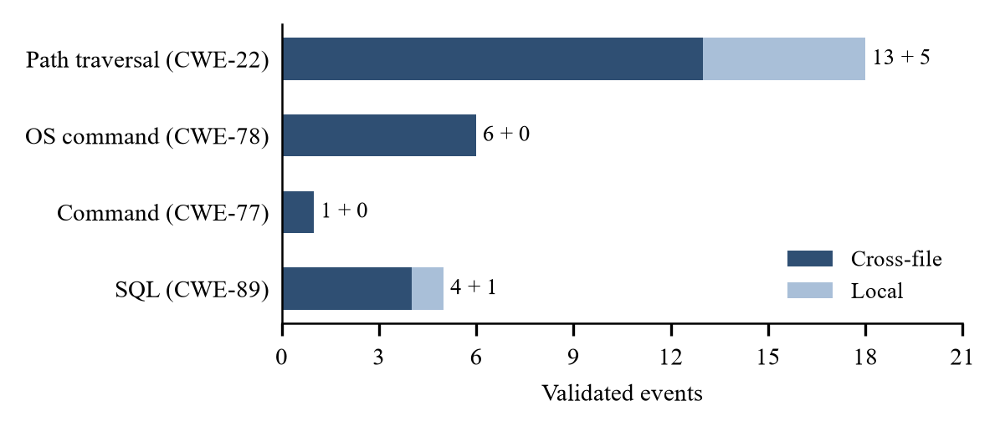 Path traversal (CWE-22)
13 + 5
OS command (CWE-78)
6 + 0
Command (CWE-77)
1 + 0
SQL (CWE-89)
4 + 1
Cross-file
Local
0 3 6 9 12 15 18 21
Validated events